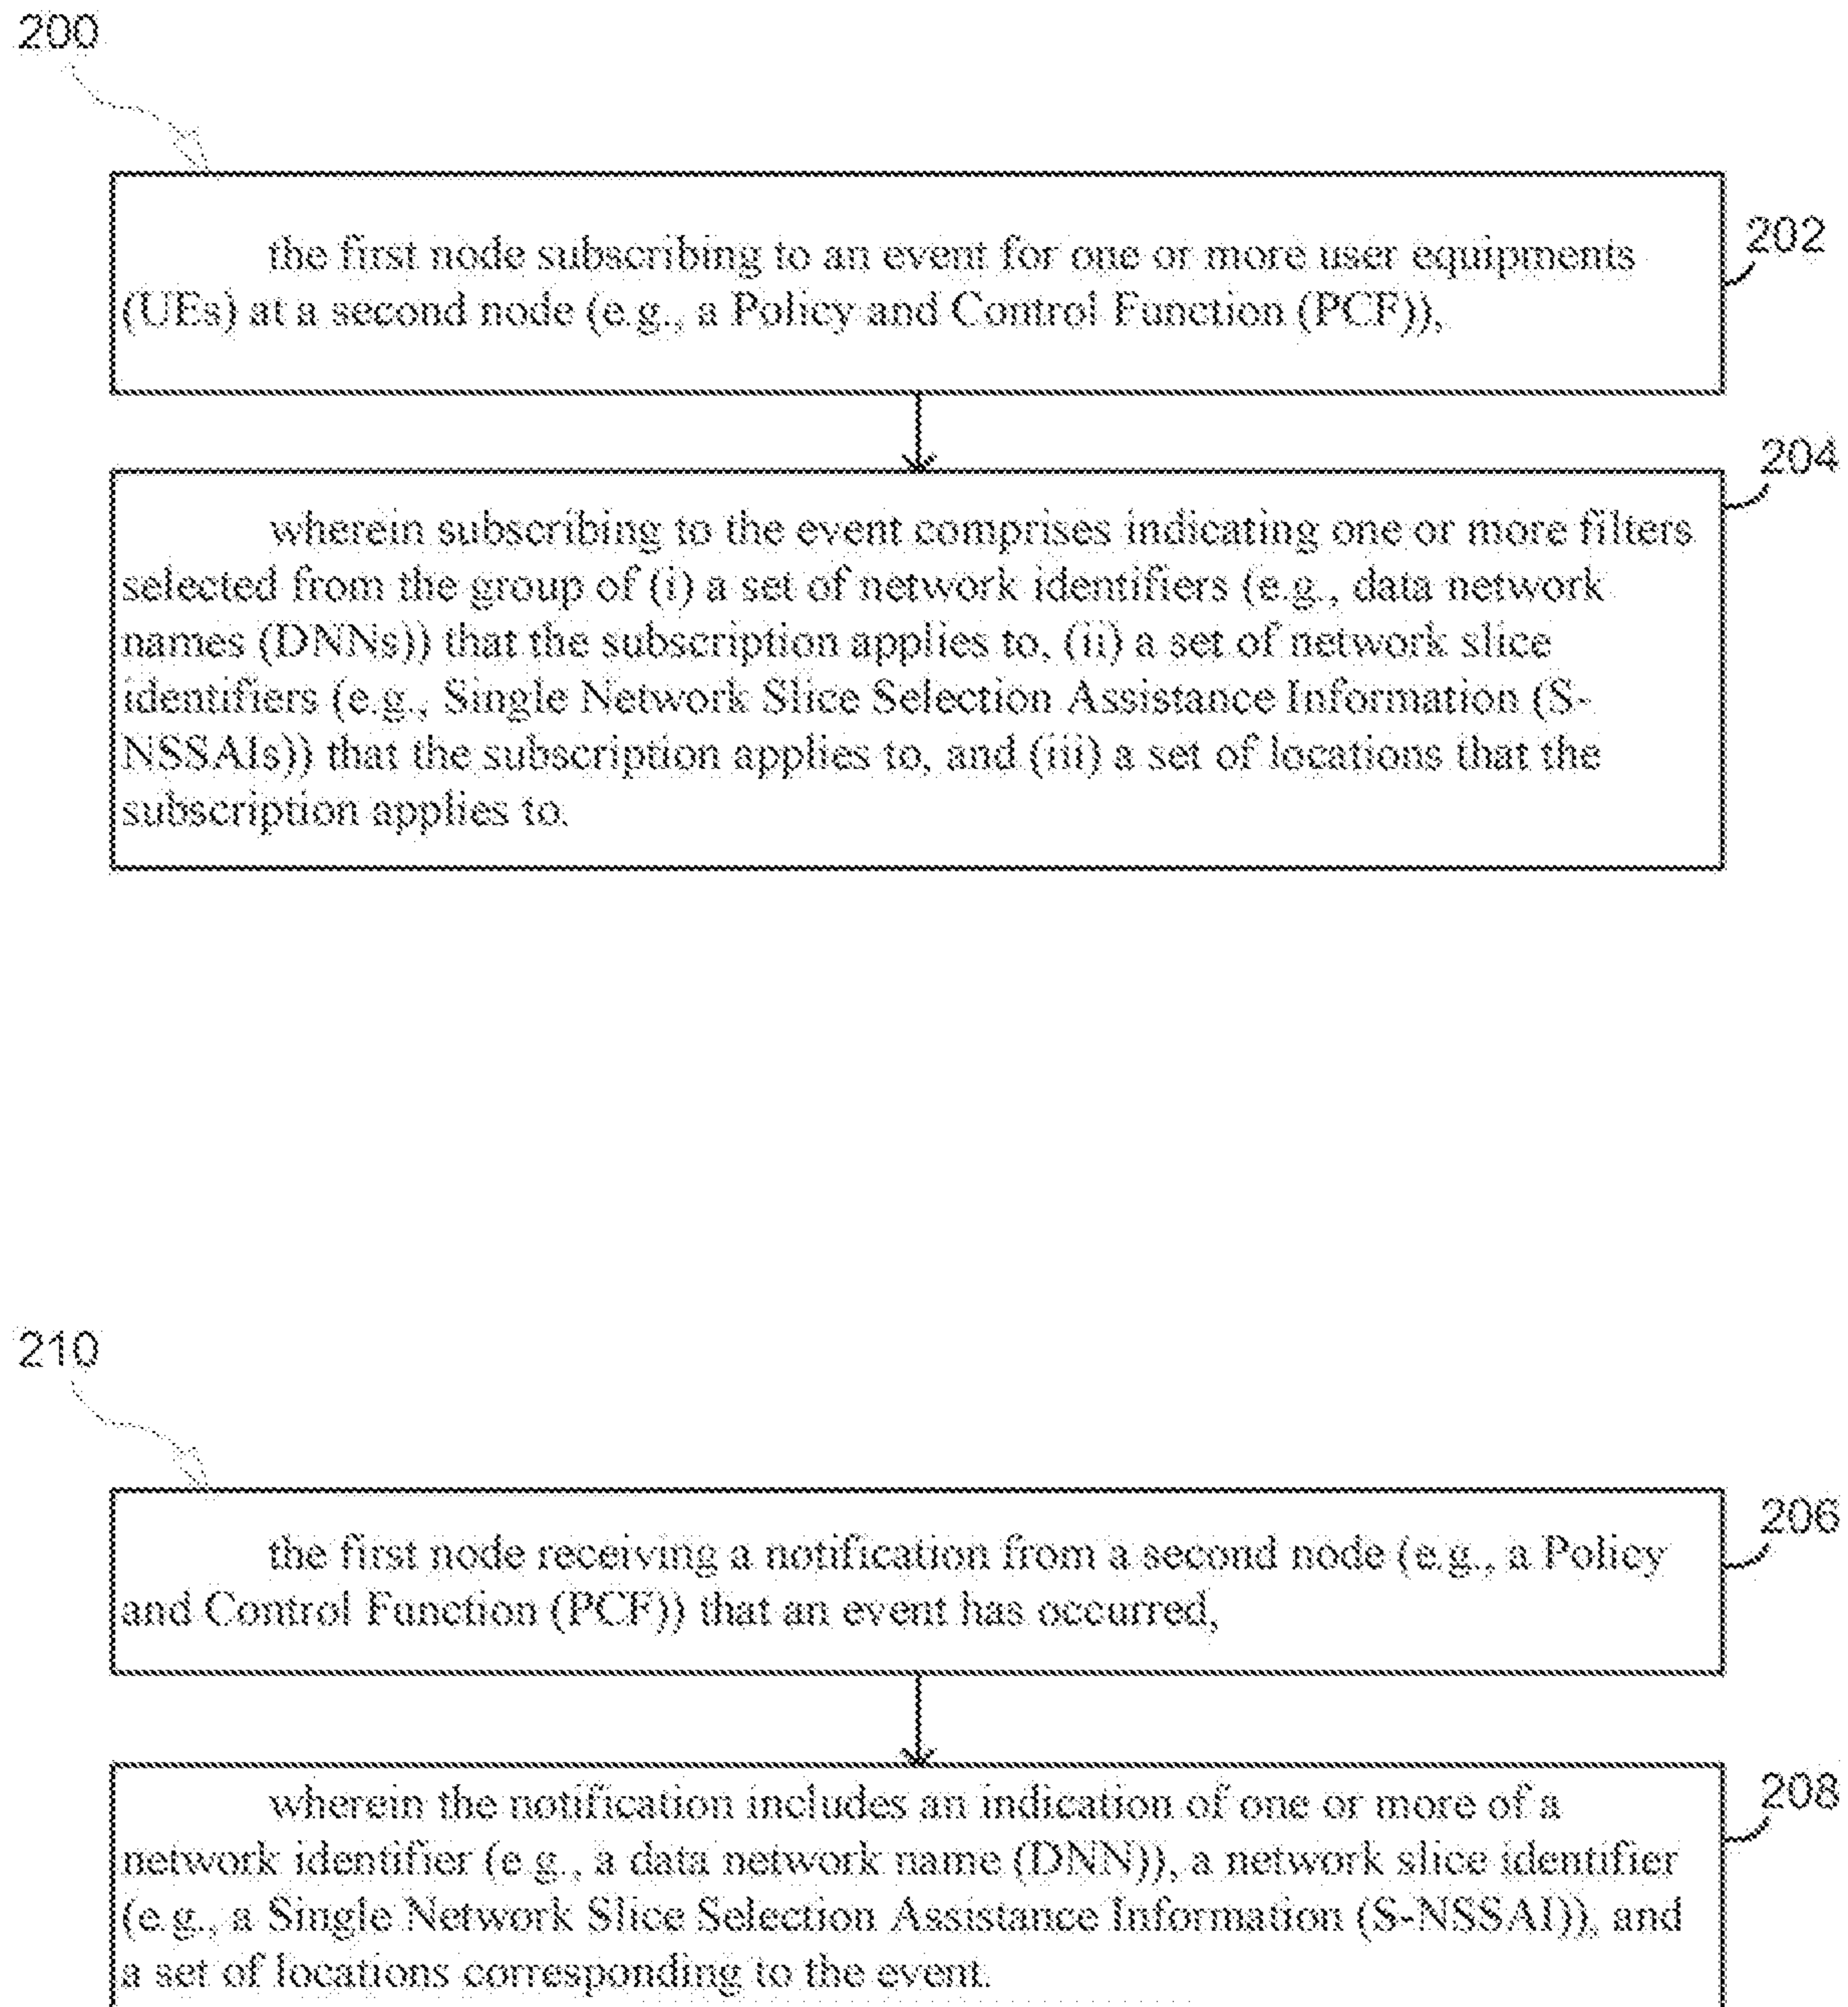 200
202
the first node subscribing to an event for one or more user equipments
(UEs) at a second node (e.g., a Policy and Control Function (PCF)),
204
wherein subscribing to the event comprises indicating one or more filters
selected from the group of (i) a set of network identifiers (e.g., data network
names (DNNs)) that the subscription applies to, (ii) a set of network slice
identifiers (e.g., Single Network Slice Selection Assistance Information (S-
NSSAIs)) that the subscription applies to, and (iii) a set of locations that the
subscription applies to.
210
206
the first node receiving a notification from a second node (e.g., a Policy
and Control Function (PCF)) that an event has occurred,
208
wherein the notification includes an indication of one or more of a
network identifier (e.g., a data network name (DNN)), a network slice identifier
(e.g., a Single Network Slice Selection Assistance Information (S-NSSAI)), and
a set of locations corresponding to the event.